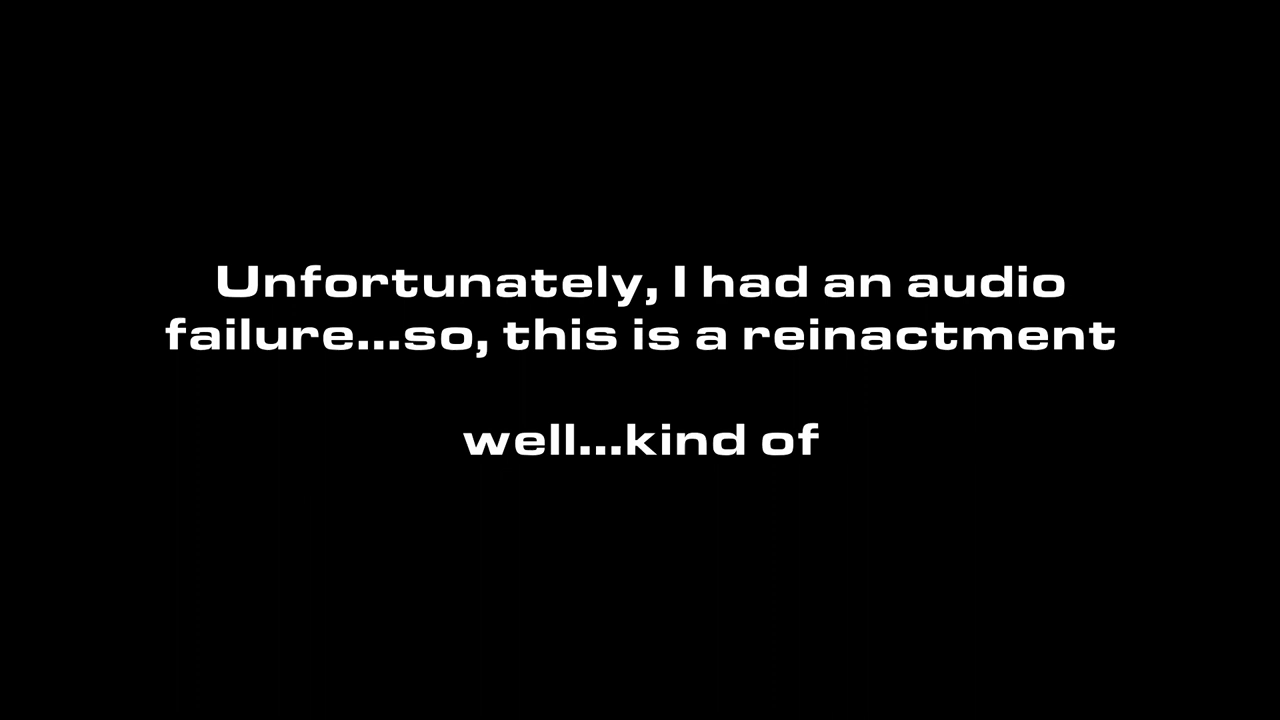 Unfortunately, I had an audio
failure...so, this is a reinactment
well...kind of